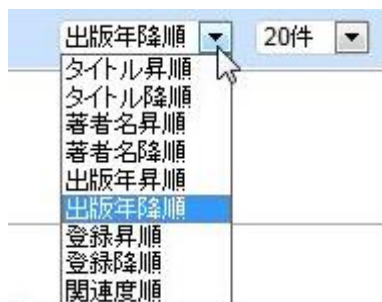 出版年降順 20件
タイトル昇順
タイトル降順
著者名昇順
著者名降順
出版年昇順
出版年降順
登録昇順
登録降順
関連度順